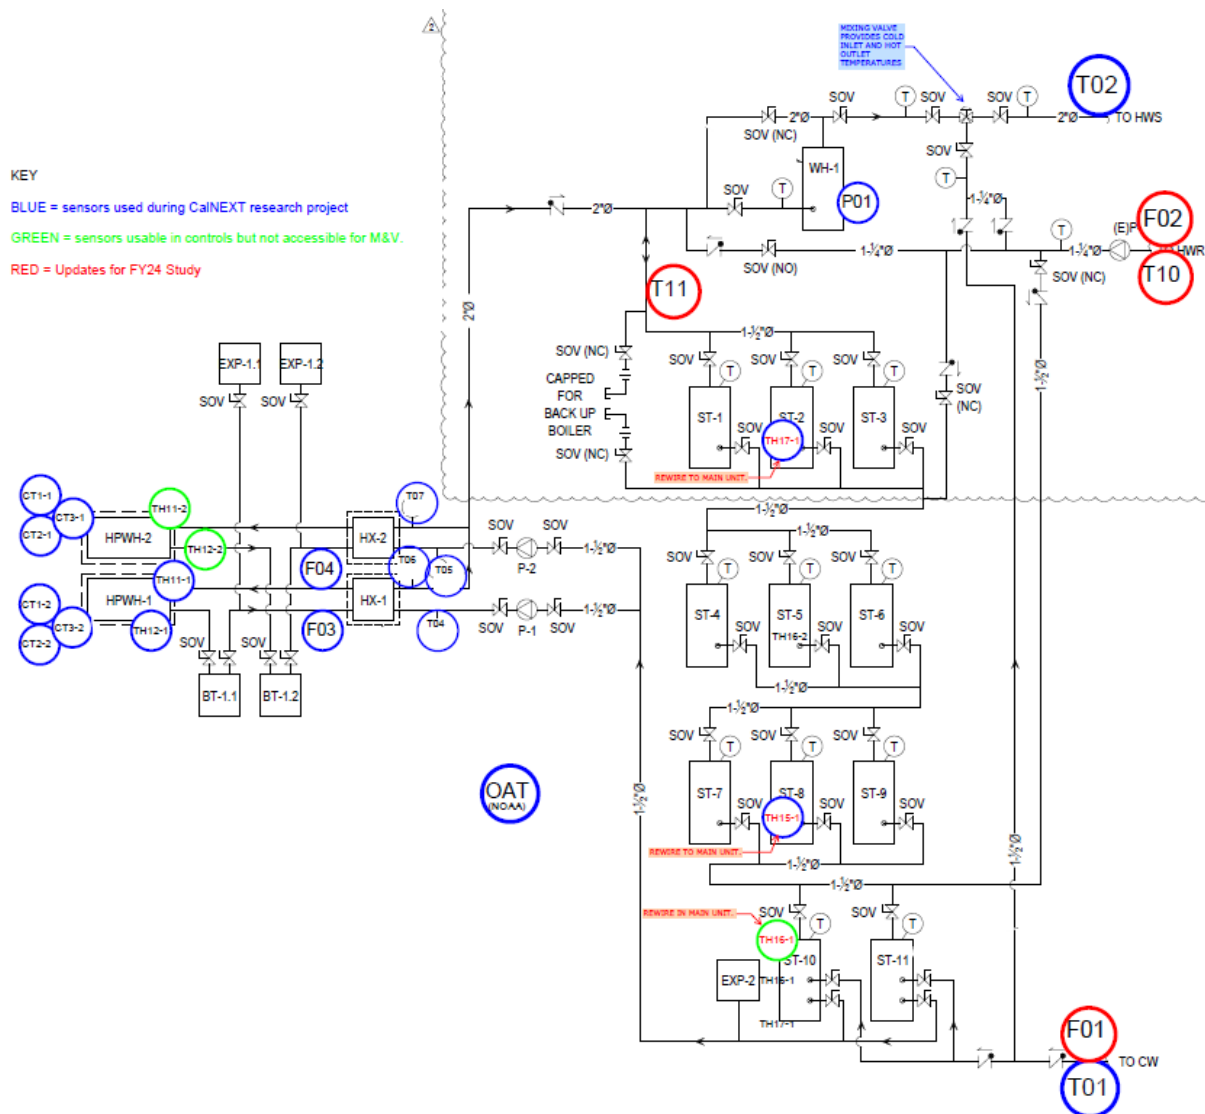 2
MIXING VALVE
PROVIDES COLD
INLET AND HOT
OUTLET
TEMPERATURES
T02
SOV
T
SOV
SOV
T
2"Ø
2"Ø
TO HWS
SOV (NC)
SOV
KEY
WH-1
T
BLUE = sensors used during CalNEXT research project
SOV
T
P01
1-½"Ø
2"Ø
F02
(E)P
GREEN = sensors usable in controls but not accessible for M&V.
T
1-¼"Ø
1-¼"Ø
HWR
RED = Updates for FY24 Study
SOV (NO)
SOV (NC)
T10
T11
2"Ø
1-½"Ø
SOV (NC)
SOV
SOV
SOV
EXP-1.1
EXP-1.2
T
T
T
CAPPED
FOR
BACK UP
BOILER
SOV
(NC)
1-½"Ø
SOV
SOV
ST-1
ST-2
ST-3
SOV
SOV
SOV
TH17-1
SOV (NC)
REWIRE TO MAIN UNIT.
CT1-1
CT3-1
CT2-1
TH11-2
T07
SOV
SOV
1-½"Ø
1-½"Ø
HPWH-2
TH12-2
HX-2
P-2
SOV
SOV
SOV
F04
T06
T05
T
T
T
TH11-1
CT1-2
HPWH-1
HX-1
SOV
SOV
1-½"Ø
ST-4
ST-5
ST-6
CT3-2
CT2-2
TH12-1
F03
T04
P-1
TH16-2
SOV
SOV
SOV
SOV
SOV
BT-1.1
BT-1.2
1-½"Ø
1-½"Ø
SOV
SOV
SOV
T
T
T
OAT
(NOAA)
ST-7
ST-8
ST-9
1-½"Ø
SOV
SOV
TH15-1
REWIRE TO MAIN UNIT.
1-½"Ø
1-½"Ø
1-½"Ø
REWIRE IN MAIN UNIT.
SOV
SOV
T
T
TH16-1
ST-10
ST-11
EXP-2
TH16-1
TH17-1
F01
TO CW
T01